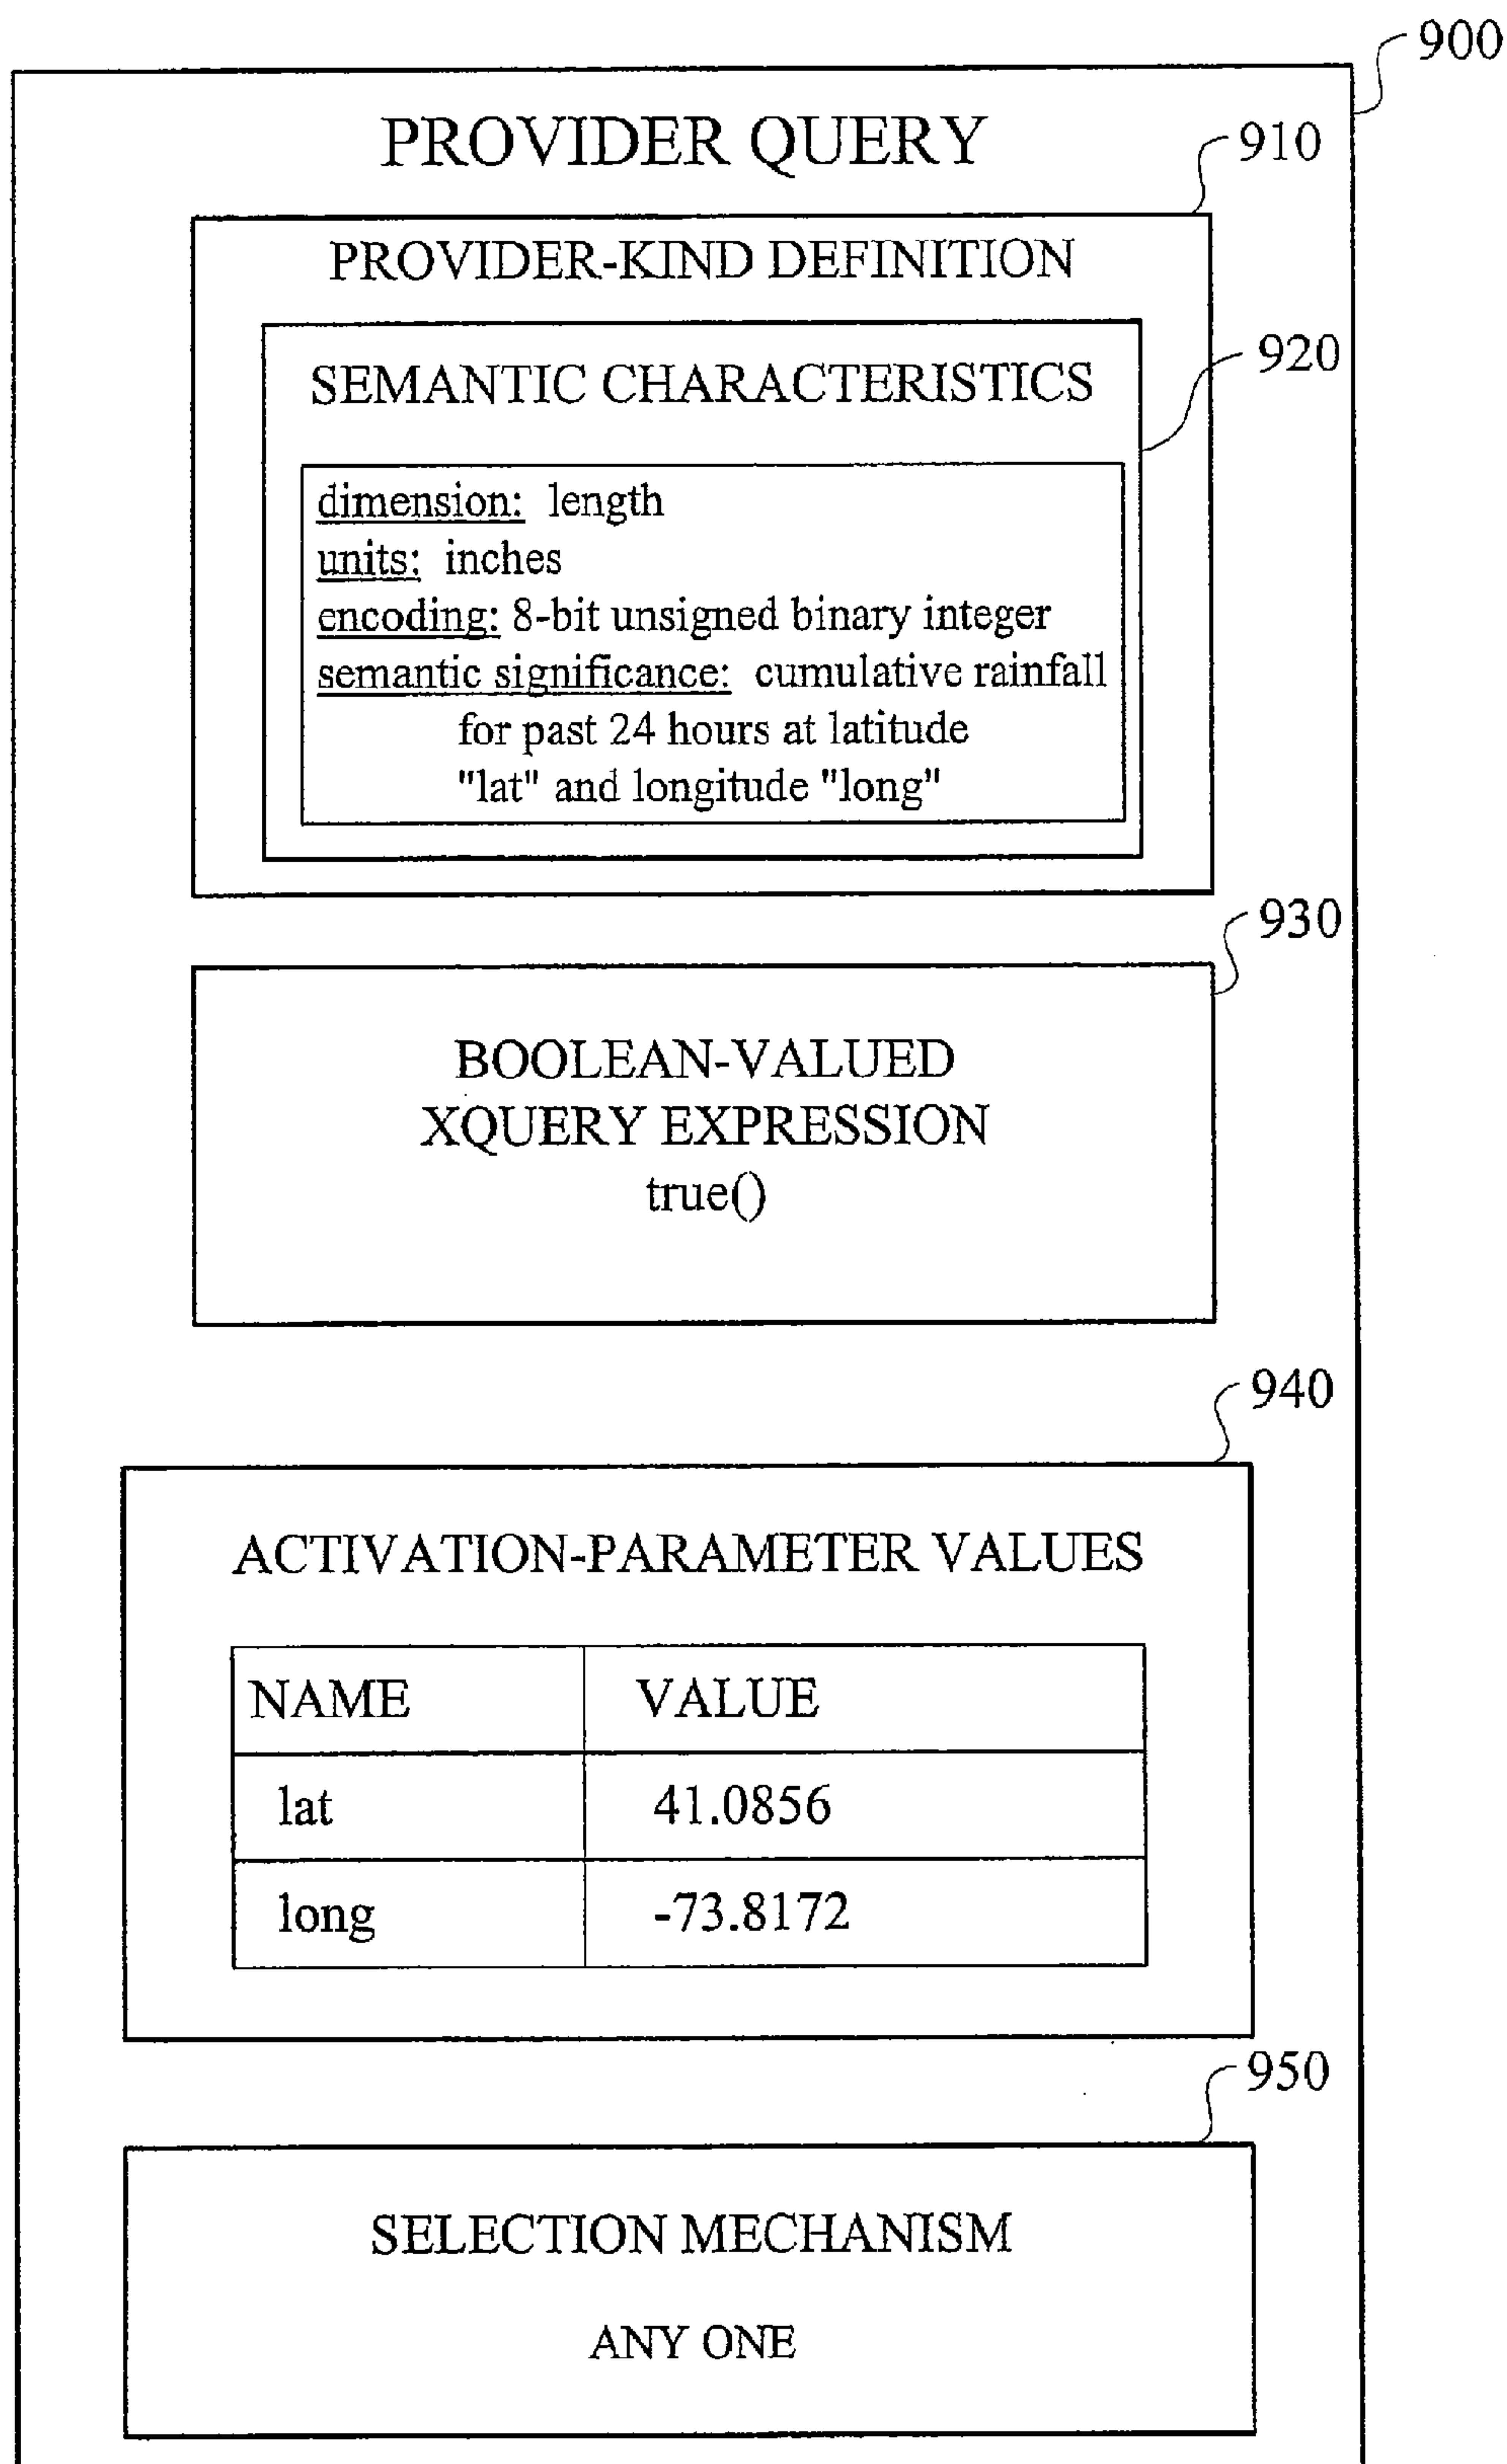 900
PROVIDER QUERY
910
PROVIDER-KIND DEFINITION
920
SEMANTIC CHARACTERISTICS
dimension: length
units: inches
encoding: 8-bit unsigned binary integer
semantic significance: cumulative rainfall
for past 24 hours at latitude
"lat" and longitude "long"
930
BOOLEAN-VALUED
XQUERY EXPRESSION
true()
940
ACTIVATION-PARAMETER VALUES
NAME VALUE
lat 41.0856
long -73.8172
950
SELECTION MECHANISM
ANY ONE